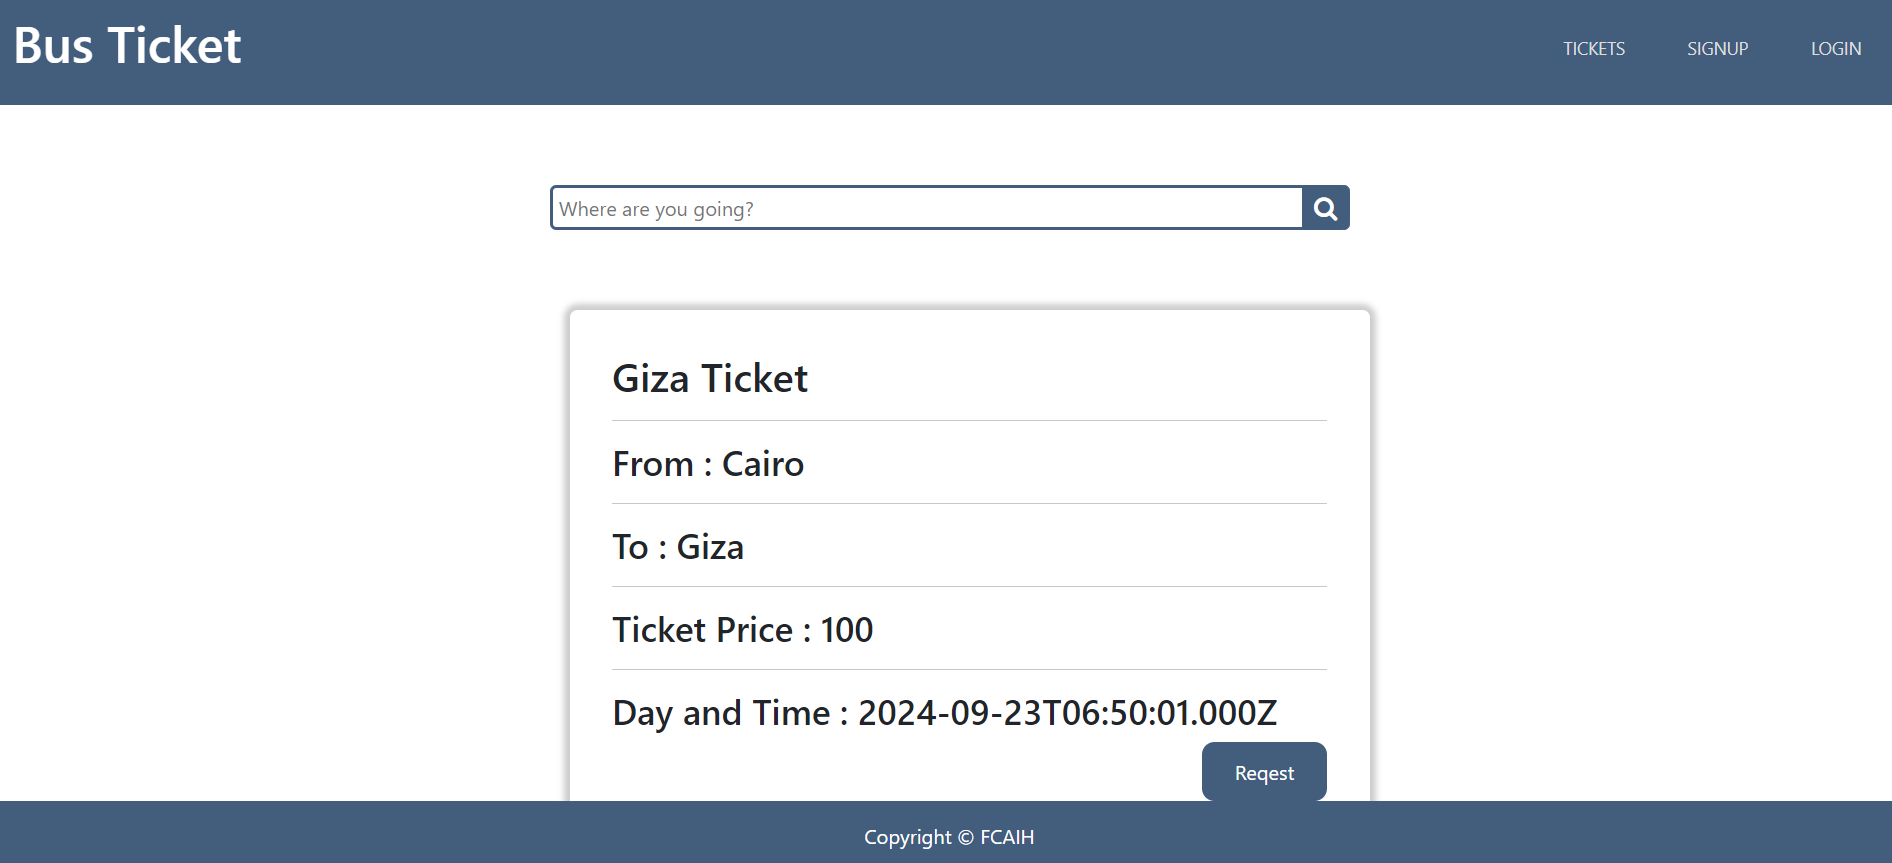 Bus Ticket
TICKETS SIGNUP LOGIN
Where are you going?
Giza Ticket
From : Cairo
To : Giza
Ticket Price : 100
Day and Time : 2024-09-23T06:50:01.000Z
Reqest
Copyright © FCAIH